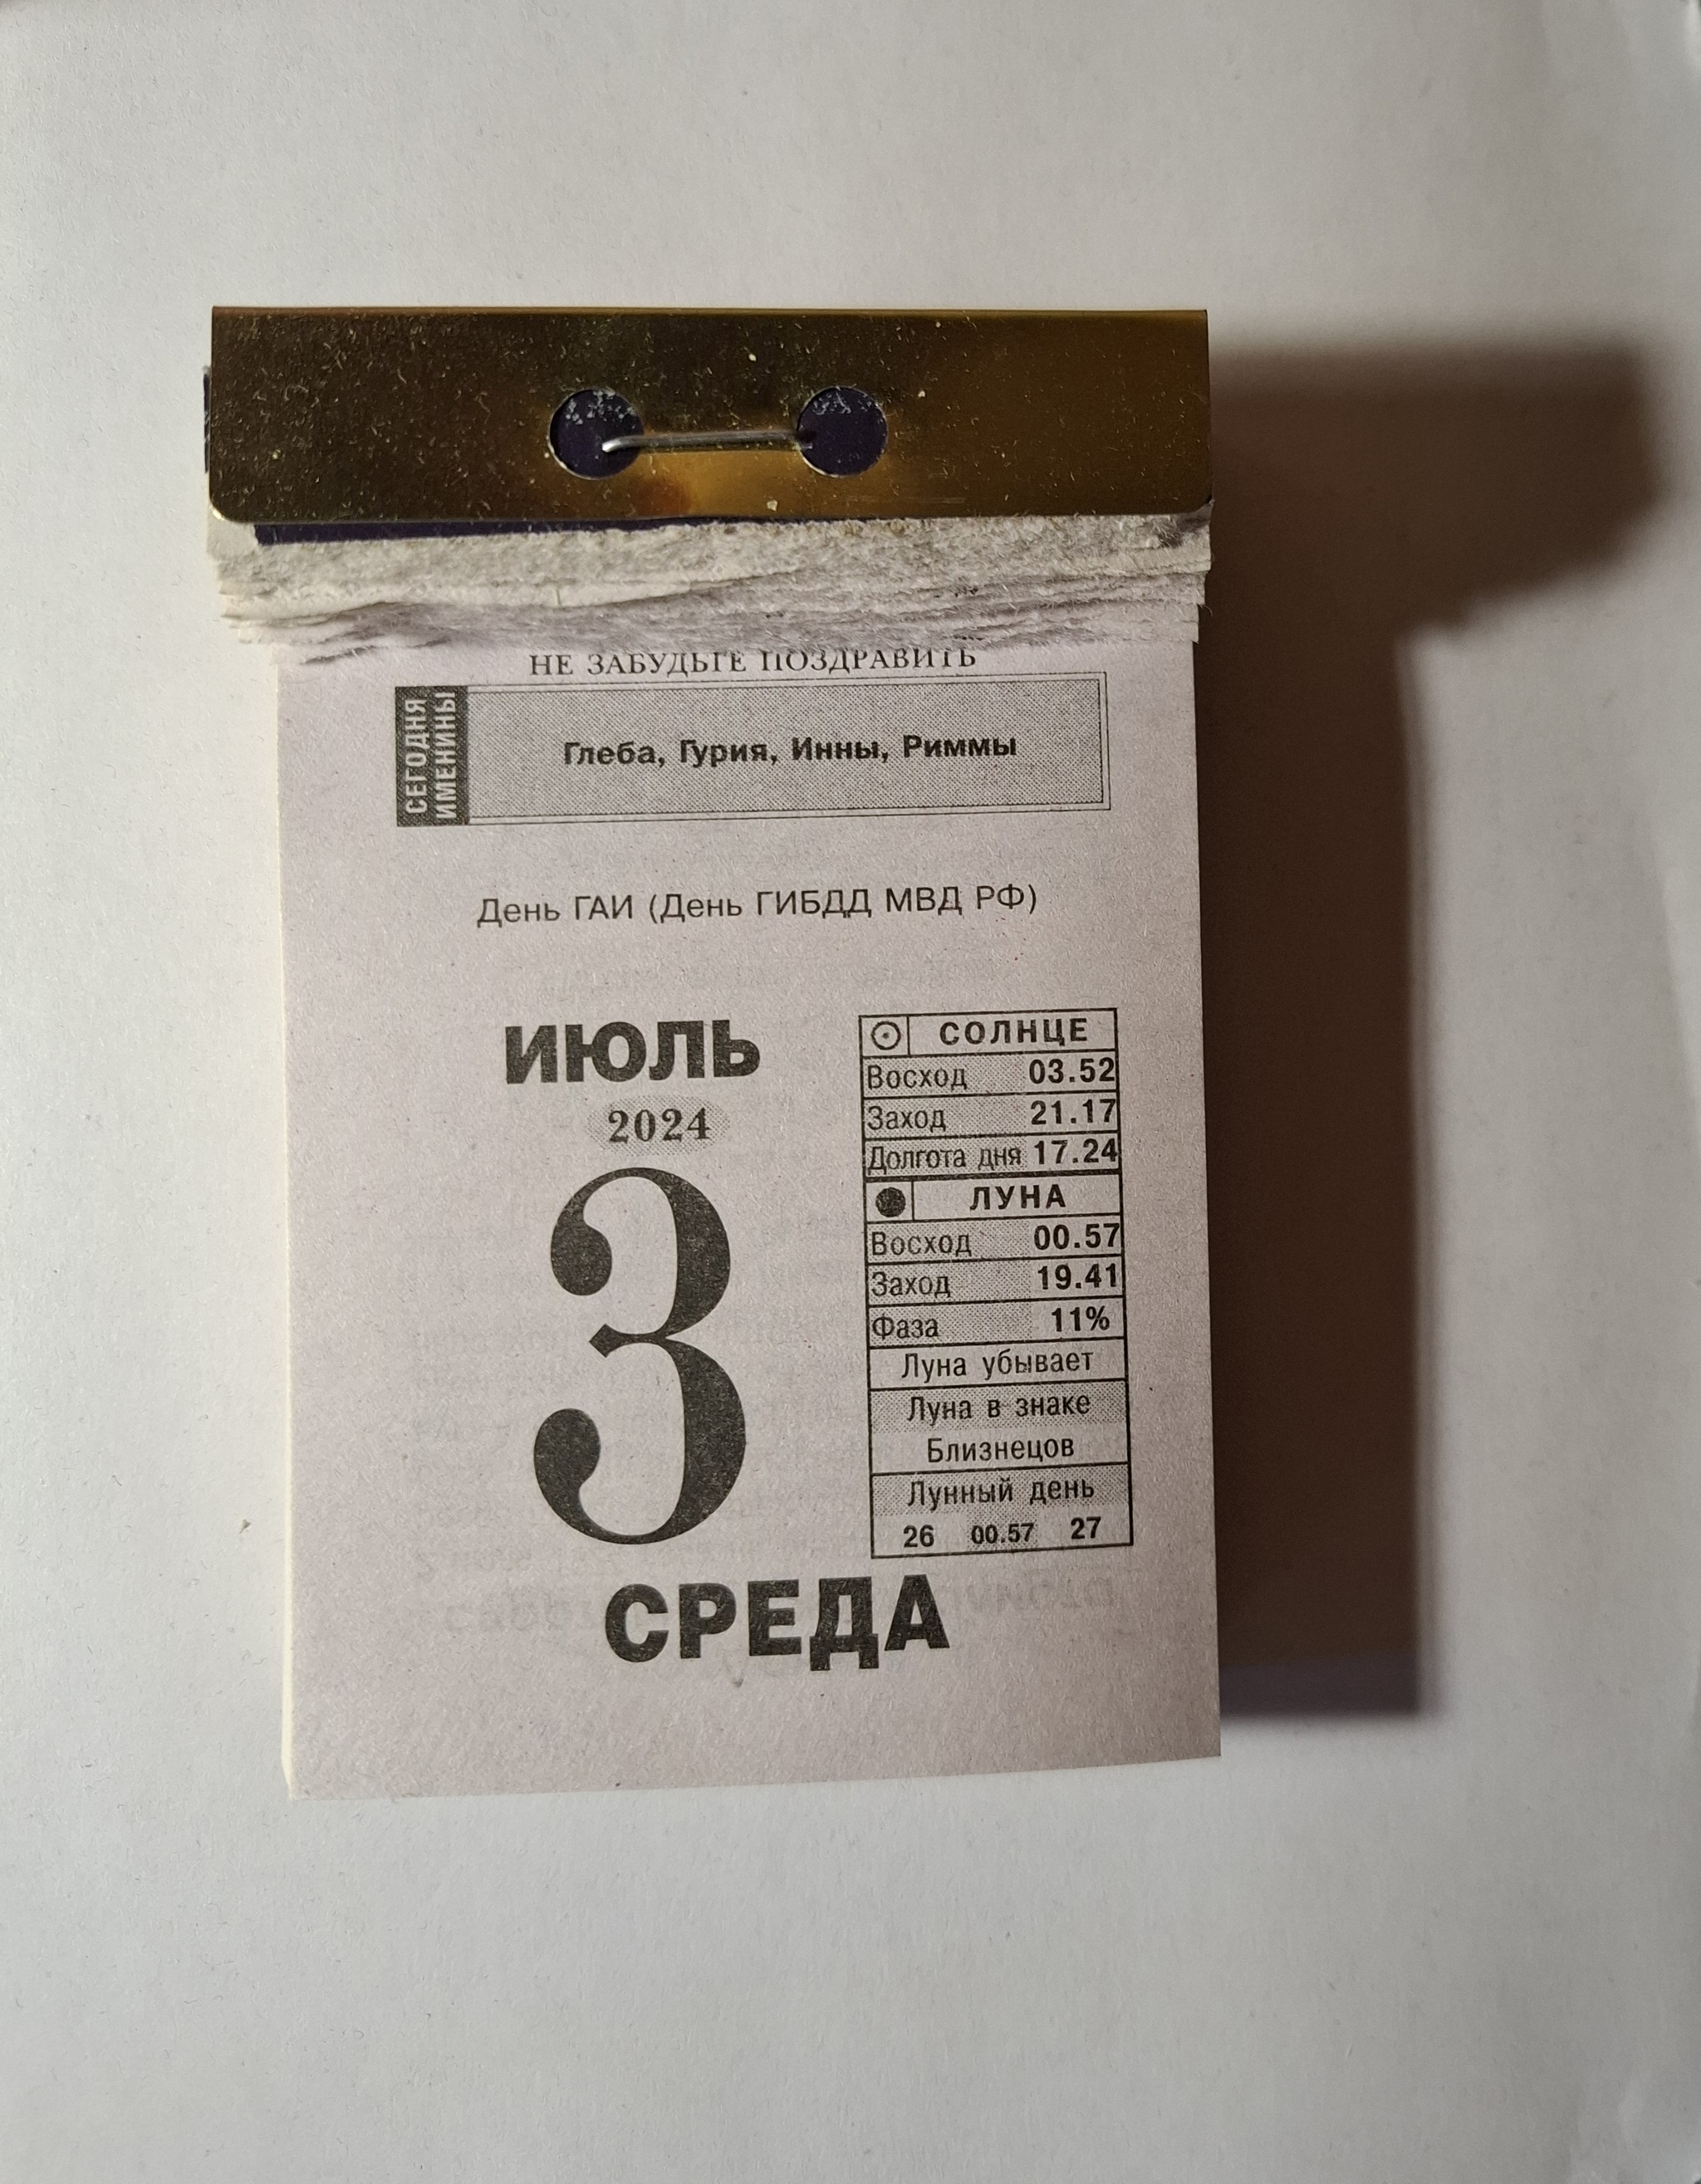 НЕ ЗАБУДЬТЕ ПОЗДРАВИТЬ
СЕГОДНЯ
ИМЕНИНЫ
Глеба, Гурия, Инны, Риммы
День ГАИ (День ГИБДД МВД РФ)
ИЮЛЬ
2024
3
СРЕДА
СОЛНЦЕ
Восход 03.52
Заход 21.17
Долгота дня 17.24
ЛУНА
Восход 00.57
Заход 19.41
Фаза 11%
Луна убывает
Луна в знаке
Близнецов
Лунный день
26 00.57 27